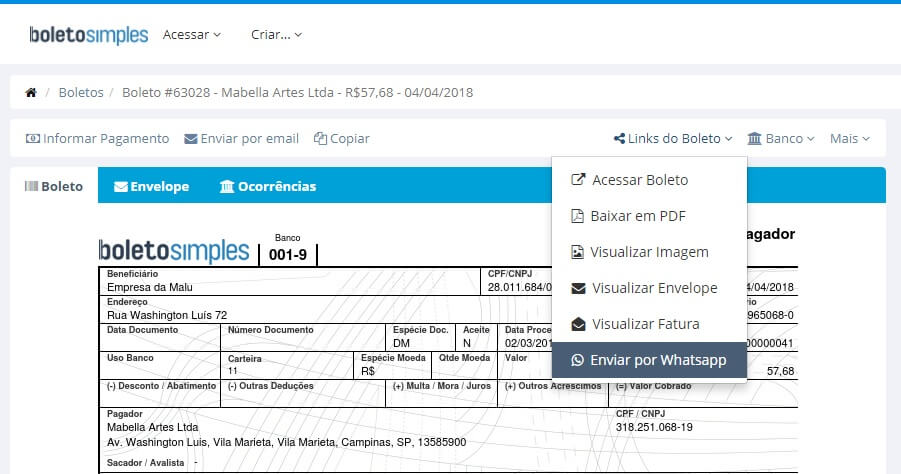 boletosimples Acessar Criar...
/ Boletos / Boleto #63028 - Mabella Artes Ltda - R$57,68 - 04/04/2018
Informar Pagamento Enviar por email Copiar Links do Boleto Banco Mais
Boleto Envelope Ocorrências
Acessar Boleto
Baixar em PDF
Visualizar Imagem
Visualizar Envelope
Visualizar Fatura
Enviar por Whatsapp
boletosimples Banco 001-9
Beneficiário CPF/CNPJ
Empresa da Malu 28.011.684/0 4/04/2018
Endereço
Rua Washington Luís 72 965068-0
Data Documento Número Documento Espécie Doc. Aceite Data Proce
DM N 02/03/201 00000041
Uso Banco Carteira Espécie Moeda Qtde Moeda Valor
11 R$ 57,68
(-) Desconto / Abatimento (-) Outras Deduções (+) Multa / Mora / Juros (+) Outros Acréscimos (=) Valor Cobrado
Pagador CPF / CNPJ
Mabella Artes Ltda 318.251.068-19
Av. Washington Luis, Vila Marieta, Vila Marieta, Campinas, SP, 13585900
Sacador / Avalista -